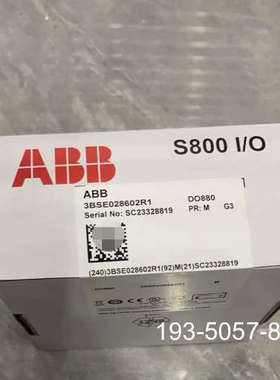 ABB
S800 I/O
ABB
3BSE028602R1 DO880
Serial No: SC23328819 PR: M G3
(240)3BSE028602R1(92)M(21)SC23328819
193-5057-8